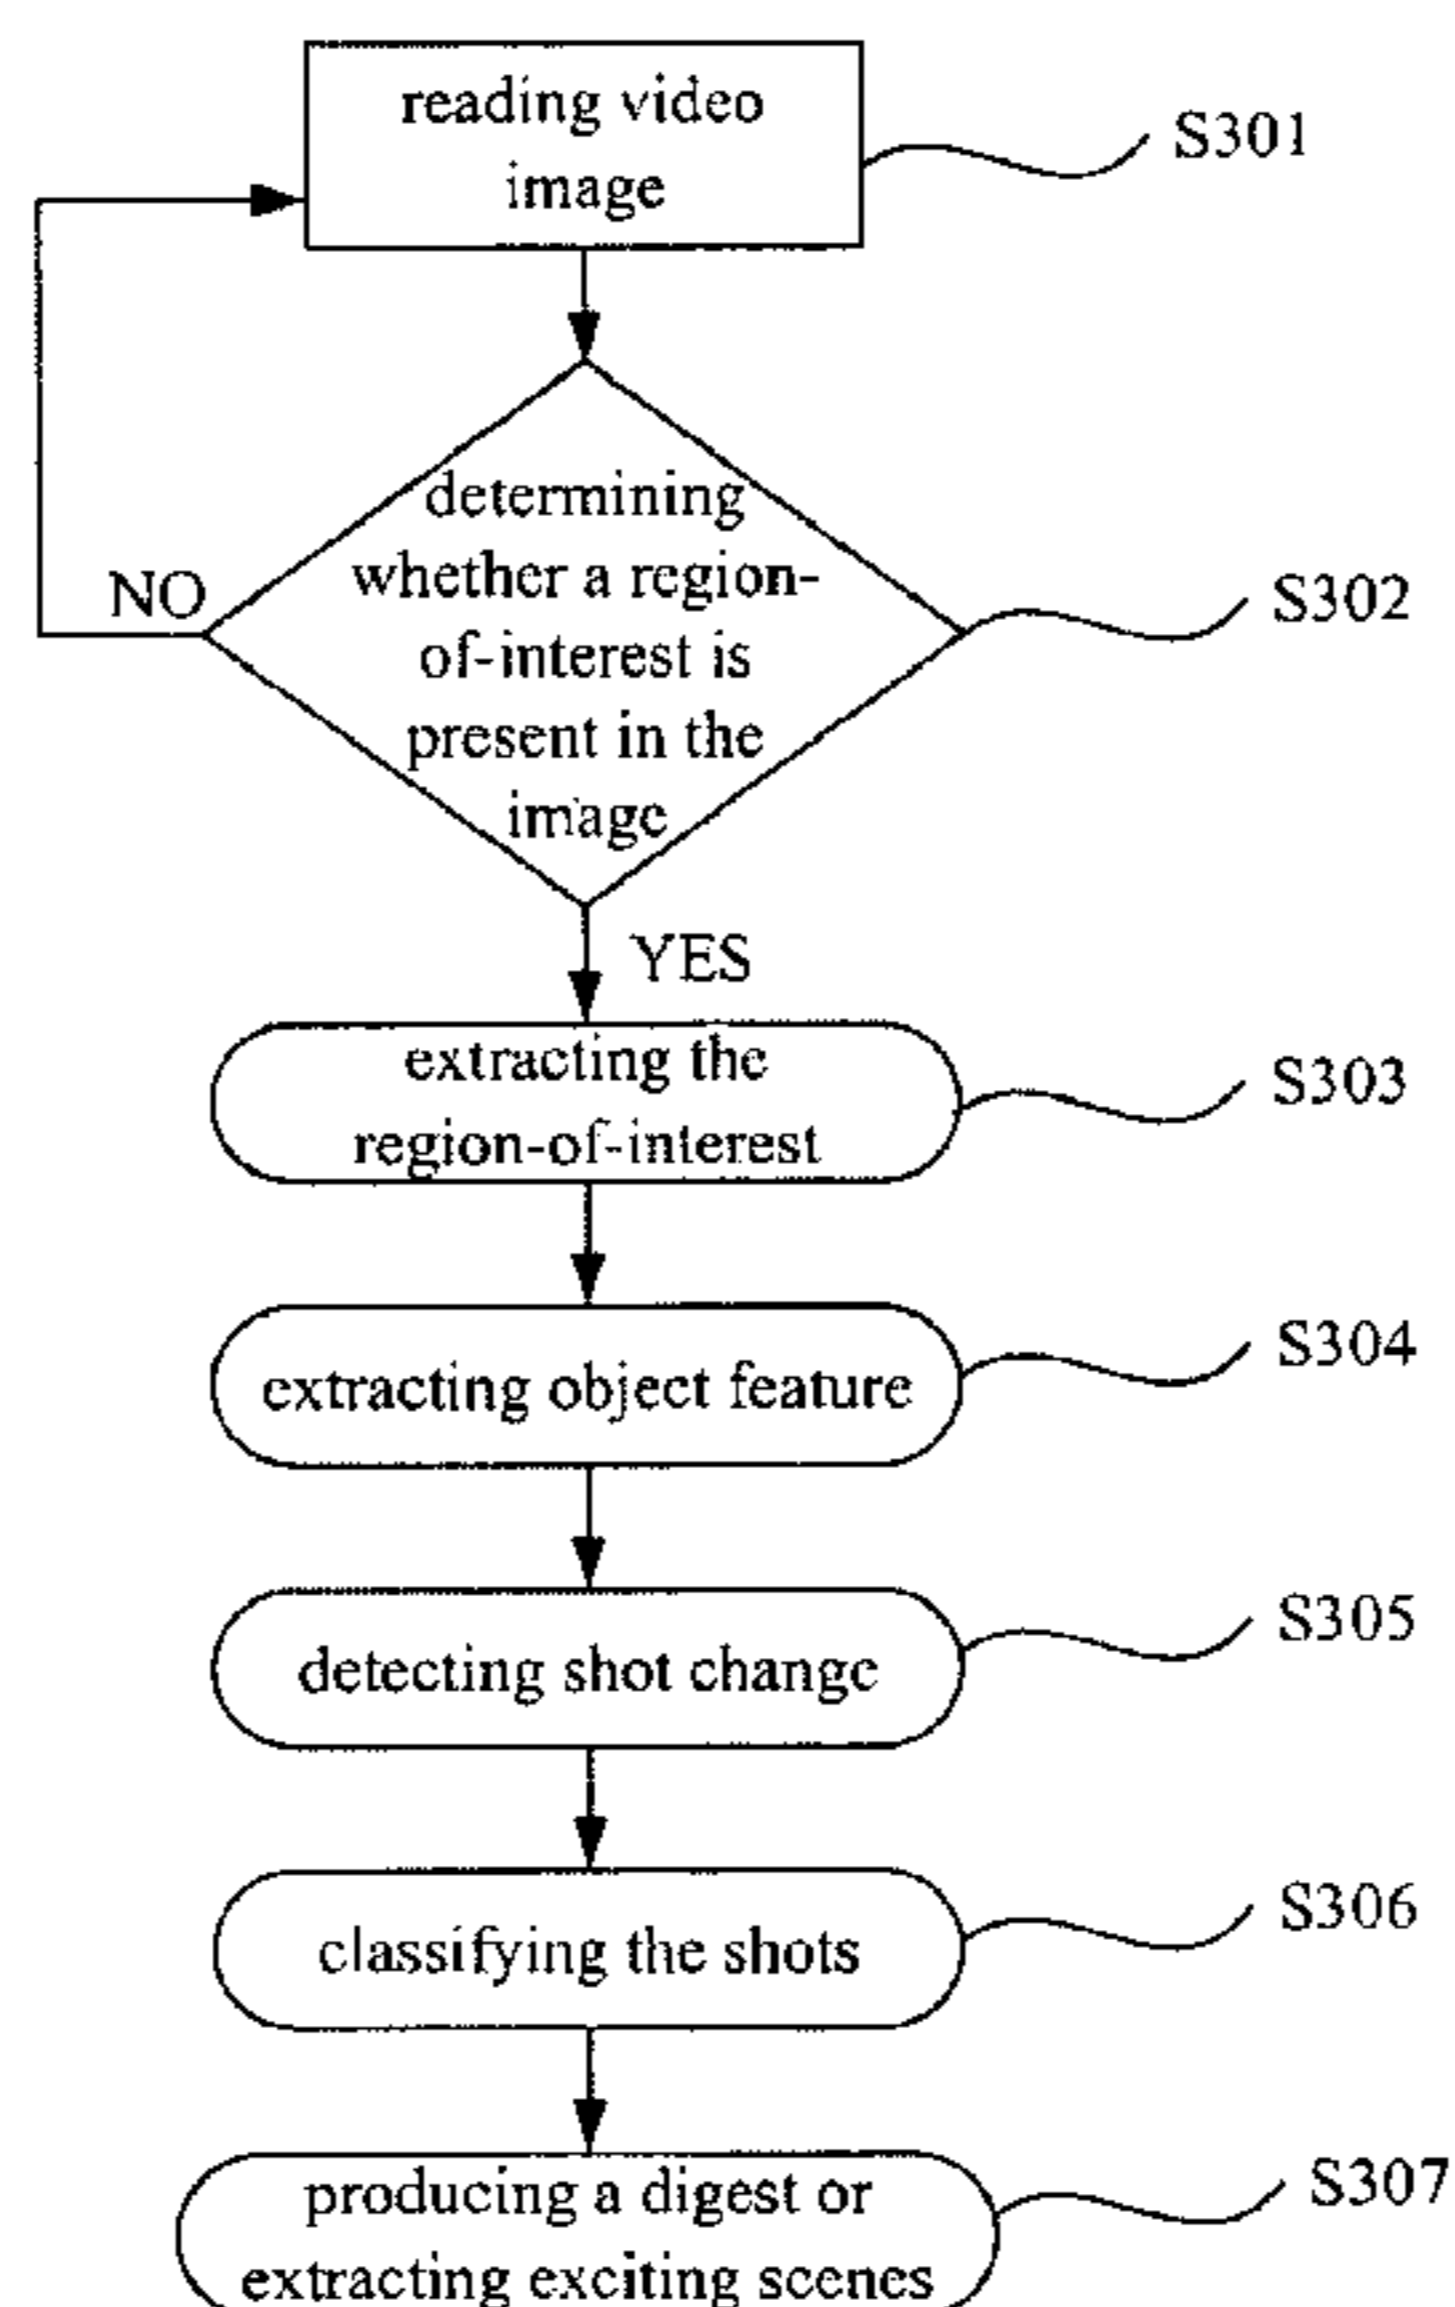 reading video
image
S301
determining
whether a region-
of-interest is
present in the
image
S302
NO
YES
extracting the
region-of-interest
S303
extracting object feature
S304
detecting shot change
S305
classifying the shots
S306
producing a digest or
extracting exciting scenes
S307